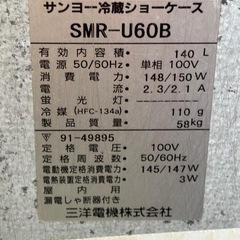 サンヨー冷蔵ショーケース
SMR-U60B
有効内容積 140 L
電源 50/60Hz 単相 100V
消費電力 148/150W
電流 2.3/2.1 A
蛍光灯 ―
冷媒 (HFC-134a) 110 g
製品質量 58kg
91-49895
定格電圧 100V
定格周波数 50/60Hz
電動機定格消費電力 145/147W
電熱装置定格消費電力 3W
屋内用
漏電しゃ断器付き
三洋電機株式会社